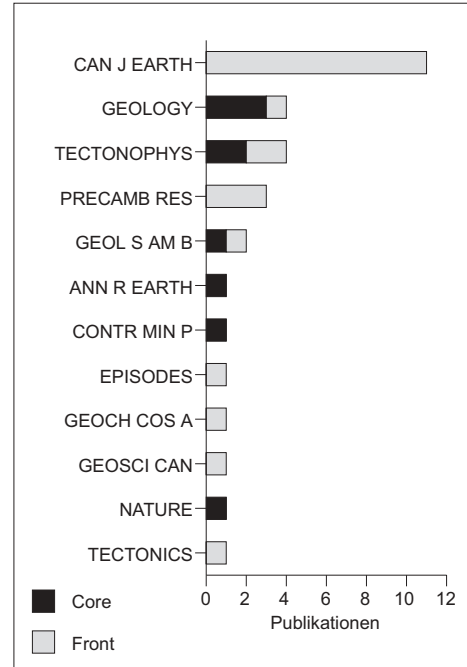 CAN J EARTH
GEOLOGY
TECTONOPHYS
PRECAMB RES
GEOL S AM B
ANN R EARTH
CONTR MIN P
EPISODES
GEOCH COS A
GEOSCI CAN
NATURE
TECTONICS
0 2 4 6 8 10 12
Publikationen
Core
Front